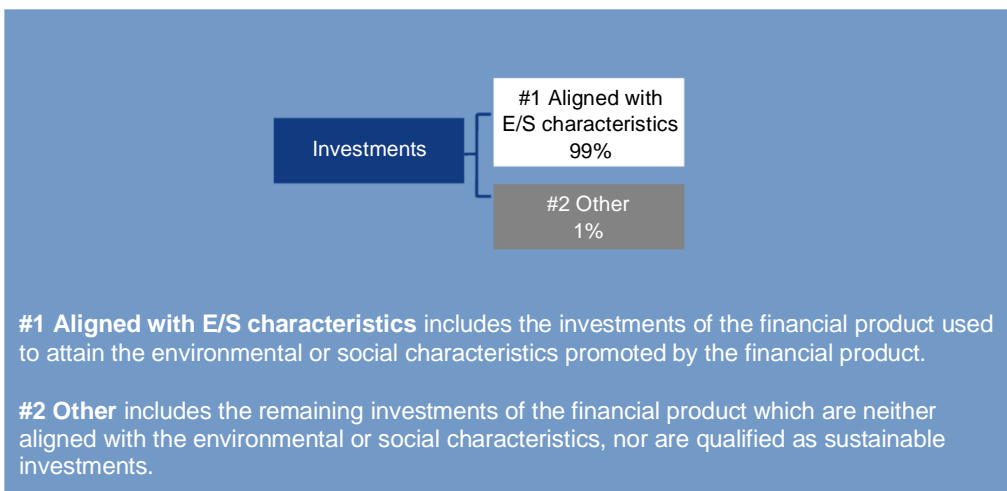 #1 Aligned with
E/S characteristics
99%
Investments
#2 Other
1%
#1 Aligned with E/S characteristics includes the investments of the financial product used
to attain the environmental or social characteristics promoted by the financial product.
#2 Other includes the remaining investments of the financial product which are neither
aligned with the environmental or social characteristics, nor are qualified as sustainable
investments.